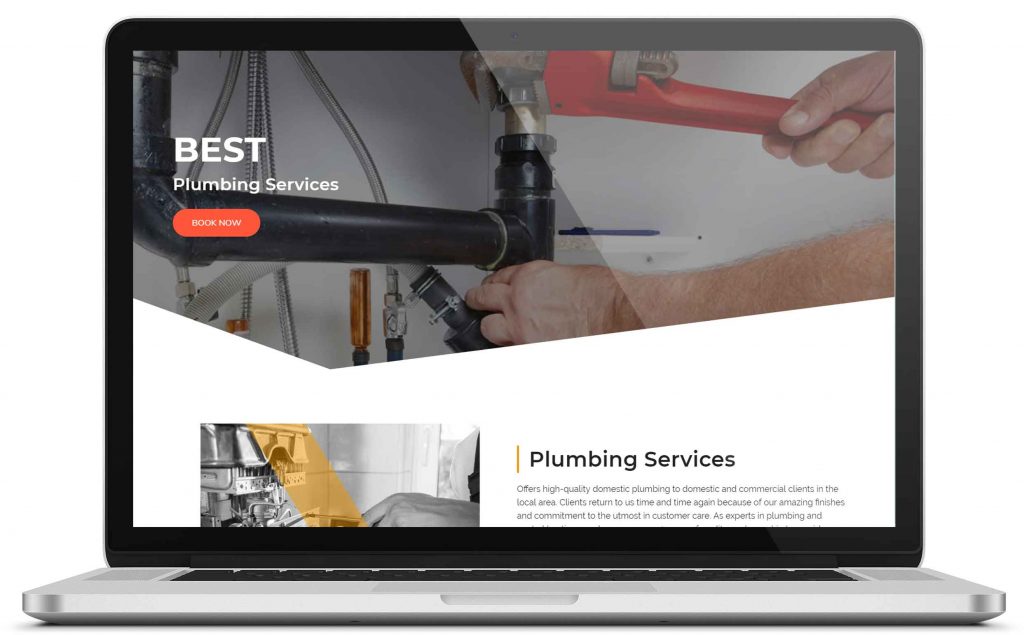 BEST
Plumbing Services
BOOK NOW
Plumbing Services
Offers high-quality domestic plumbing to domestic and commercial clients in the
local area. Clients return to us time and time again because of our amazing finishes
and commitment to the utmost in customer care. As experts in plumbing and